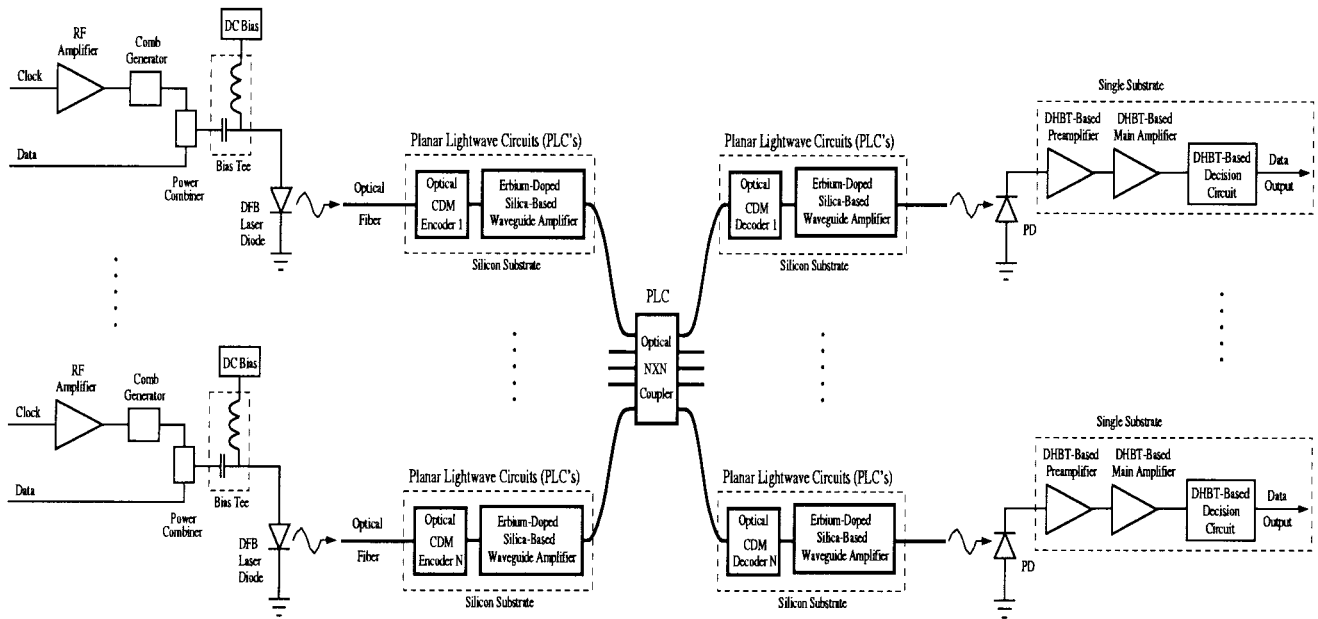 DC Bias
RF
Amplifier
Comb
Generator
Clock
Data
Bias Tee
Power
Combiner
DFB
Laser
Diode
Optical
Fiber
Planar Lightwave Circuits (PLC's)
Optical
CDM
Encoder 1
Erbium-Doped
Silica-Based
Waveguide Amplifier
Silicon Substrate
PLC
Optical
NXN
Coupler
Planar Lightwave Circuits (PLC's)
Optical
CDM
Decoder 1
Erbium-Doped
Silica-Based
Waveguide Amplifier
Silicon Substrate
PD
Single Substrate
DHBT-Based
Preamplifier
DHBT-Based
Main Amplifier
DHBT-Based
Decision
Circuit
Data
Output
DC Bias
RF
Amplifier
Comb
Generator
Clock
Data
Bias Tee
Power
Combiner
DFB
Laser
Diode
Optical
Fiber
Planar Lightwave Circuits (PLC's)
Optical
CDM
Encoder N
Erbium-Doped
Silica-Based
Waveguide Amplifier
Silicon Substrate
Planar Lightwave Circuits (PLC's)
Optical
CDM
Decoder N
Erbium-Doped
Silica-Based
Waveguide Amplifier
Silicon Substrate
PD
Single Substrate
DHBT-Based
Preamplifier
DHBT-Based
Main Amplifier
DHBT-Based
Decision
Circuit
Data
Output